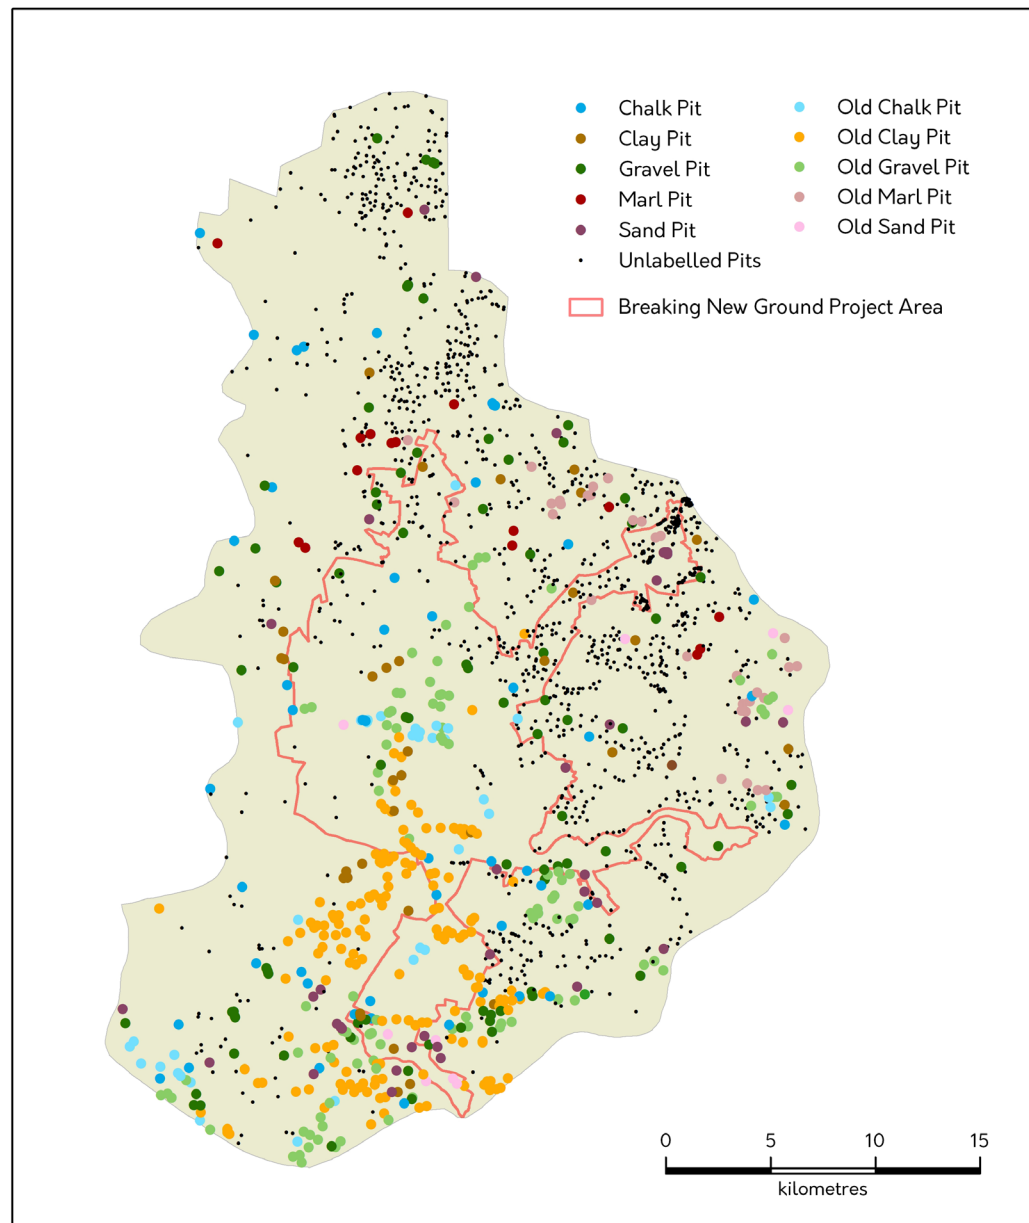 Chalk Pit
Clay Pit
Gravel Pit
Marl Pit
Sand Pit
Unlabelled Pits
Old Chalk Pit
Old Clay Pit
Old Gravel Pit
Old Marl Pit
Old Sand Pit
Breaking New Ground Project Area
0 5 10 15
kilometres